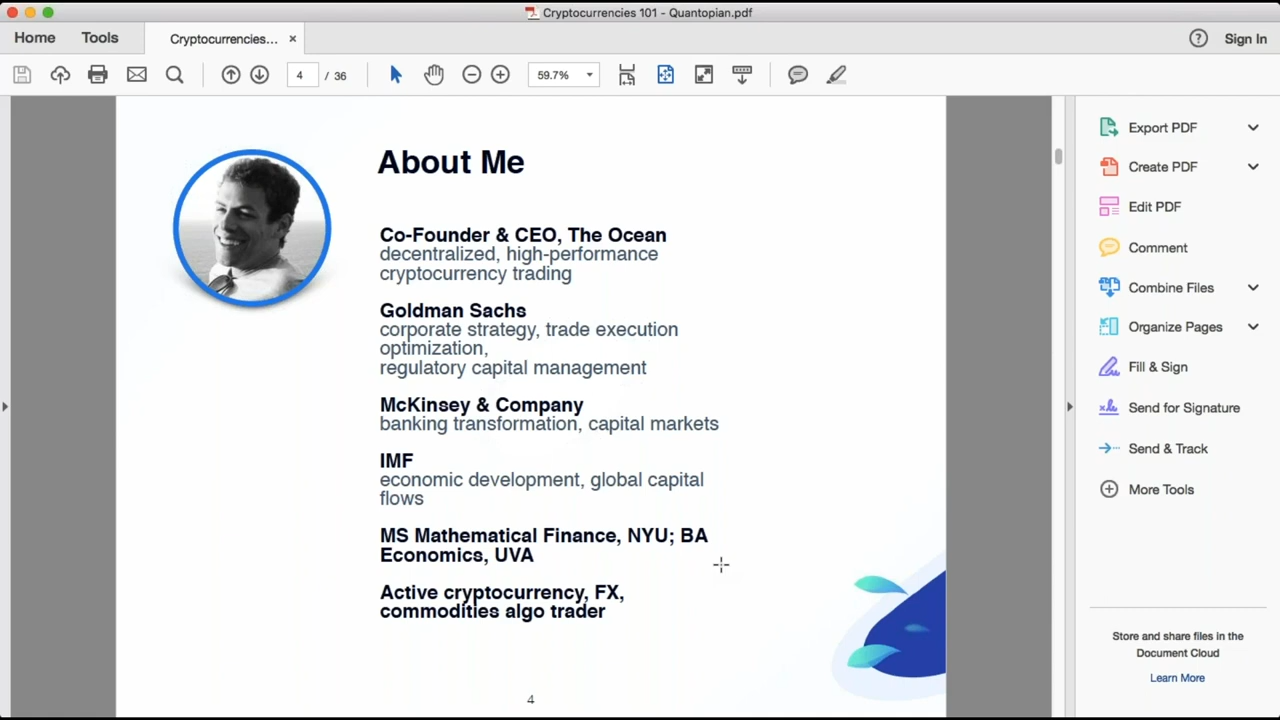 Cryptocurrencies 101 - Quantopian.pdf
Home
Tools
Cryptocurrencies...
Sign In
4 / 36
59.7%
About Me
Co-Founder & CEO, The Ocean
decentralized, high-performance
cryptocurrency trading
Goldman Sachs
corporate strategy, trade execution
optimization,
regulatory capital management
McKinsey & Company
banking transformation, capital markets
IMF
economic development, global capital
flows
MS Mathematical Finance, NYU; BA
Economics, UVA
Active cryptocurrency, FX,
commodities algo trader
4
Export PDF
Create PDF
Edit PDF
Comment
Combine Files
Organize Pages
Fill & Sign
Send for Signature
Send & Track
More Tools
Store and share files in the
Document Cloud
Learn More